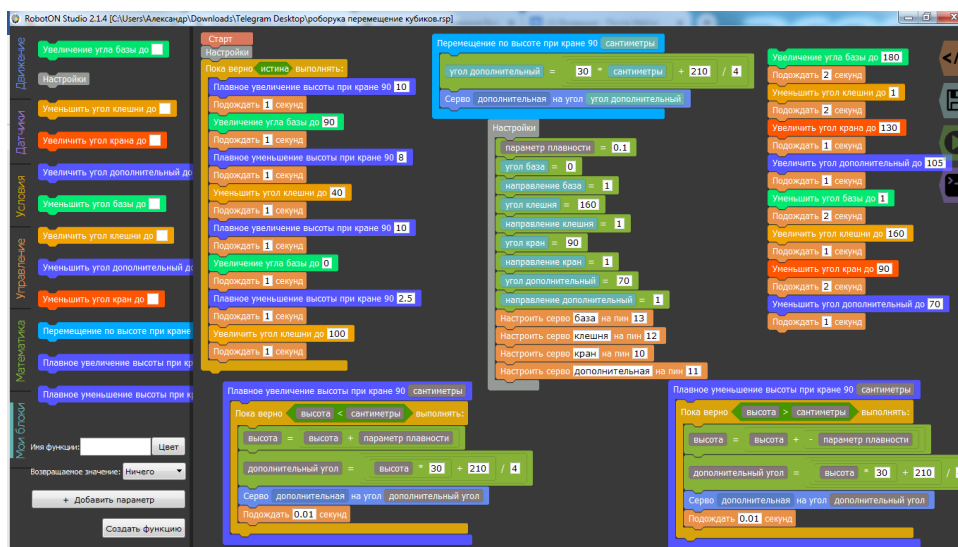 RobotON Studio 2.1.4 [C:\Users\Александр\Downloads\Telegram Desktop\роборука перемещение кубиков.rsp]
Движение
Датчики
Условия
Управление
Математика
Мои блоки
Увеличение угла базы до
Настройки
Уменьшить угол клешни до
Увеличить угол крана до
Увеличить угол дополнительный до
Уменьшить угол базы до
Увеличить угол клешни до
Уменьшить угол дополнительный до
Уменьшить угол кран до
Перемещение по высоте при кране
Плавное увеличение высоты при кр
Плавное уменьшение высоты при к
Имя функции: Цвет
Возвращаемое значение: Ничего
+ Добавить параметр
Создать функцию
Старт
Настройки
Пока верно истина выполнять:
Плавное увеличение высоты при кране 90 10
Подождать 1 секунд
Увеличение угла базы до 90
Подождать 1 секунд
Плавное уменьшение высоты при кране 90 8
Подождать 1 секунд
Уменьшить угол клешни до 40
Подождать 1 секунд
Плавное увеличение высоты при кране 90 10
Подождать 1 секунд
Увеличение угла базы до 0
Подождать 1 секунд
Плавное уменьшение высоты при кране 90 2.5
Подождать 1 секунд
Увеличить угол клешни до 100
Подождать 1 секунд
Перемещение по высоте при кране 90 сантиметры
угол дополнительный = 30 * сантиметры + 210 / 4
Серво дополнительная на угол угол дополнительный
Настройки
параметр плавности = 0.1
угол база = 0
направление база = 1
угол клешня = 160
направление клешня = 1
угол кран = 90
направление кран = 1
угол дополнительный = 70
направление дополнительный = 1
Настроить серво база на пин 13
Настроить серво клешня на пин 12
Настроить серво кран на пин 10
Настроить серво дополнительная на пин 11
Увеличение угла базы до 180
Подождать 2 секунд
Уменьшить угол клешни до 1
Подождать 2 секунд
Увеличить угол крана до 130
Подождать 1 секунд
Увеличить угол дополнительный до 105
Подождать 1 секунд
Уменьшить угол базы до 1
Подождать 2 секунд
Увеличить угол клешни до 160
Подождать 1 секунд
Уменьшить угол кран до 90
Подождать 2 секунд
Уменьшить угол дополнительный до 70
Подождать 1 секунд
Плавное увеличение высоты при кране 90 сантиметры
Пока верно высота < сантиметры выполнять:
высота = высота + параметр плавности
дополнительный угол = высота * 30 + 210 / 4
Серво дополнительная на угол дополнительный угол
Подождать 0.01 секунд
Плавное уменьшение высоты при кране 90 сантиметры
Пока верно высота > сантиметры выполнять:
высота = высота + - параметр плавности
дополнительный угол = высота * 30 + 210 /
Серво дополнительная на угол дополнительный угол
Подождать 0.01 секунд